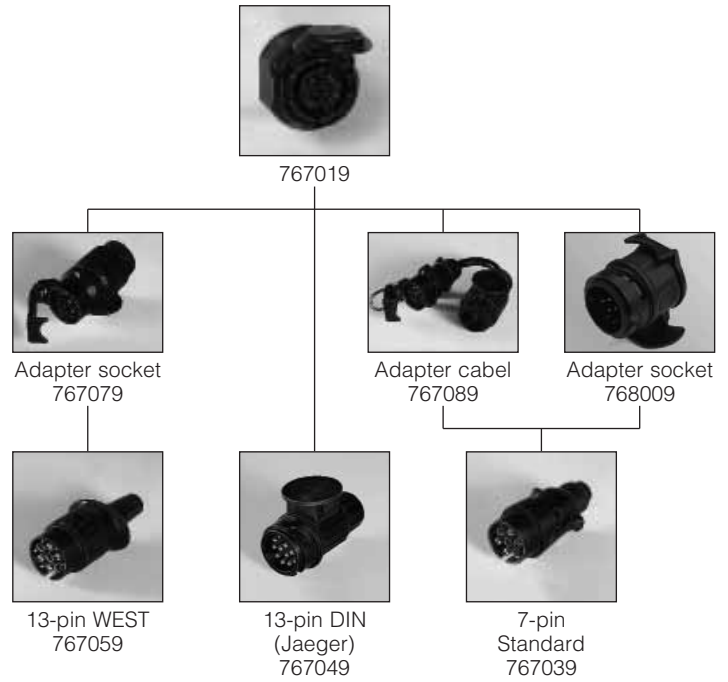 767019
Adapter socket
767079
Adapter cabel
767089
Adapter socket
768009
13-pin WEST
767059
13-pin DIN
(Jaeger)
767049
7-pin
Standard
767039